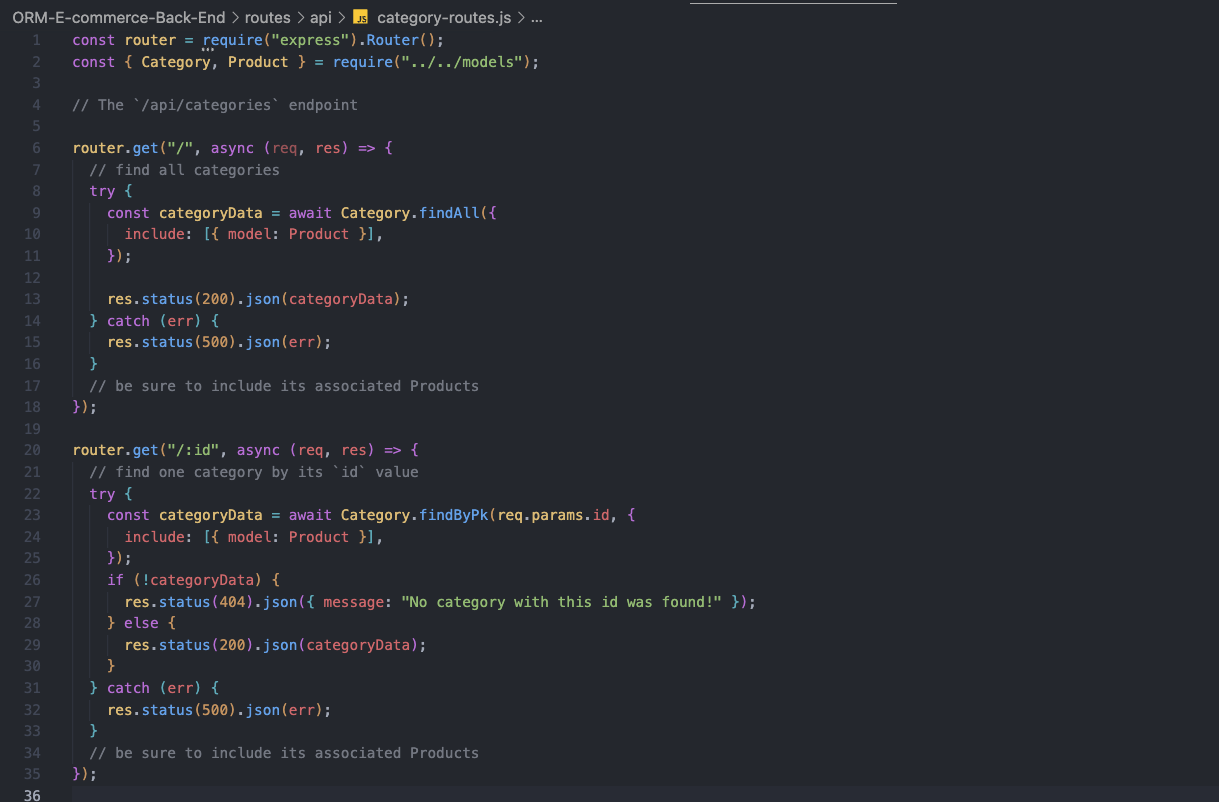 ORM-E-commerce-Back-End > routes > api > JS category-routes.js > ...
1 const router = require("express").Router();
2 const { Category, Product } = require("../../models");
3
4 // The `/api/categories` endpoint
5
6 router.get("/", async (req, res) => {
7   // find all categories
8   try {
9     const categoryData = await Category.findAll({
10       include: [{ model: Product }],
11     });
12
13     res.status(200).json(categoryData);
14   } catch (err) {
15     res.status(500).json(err);
16   }
17   // be sure to include its associated Products
18 });
19
20 router.get("/:id", async (req, res) => {
21   // find one category by its `id` value
22   try {
23     const categoryData = await Category.findByPk(req.params.id, {
24       include: [{ model: Product }],
25     });
26     if (!categoryData) {
27       res.status(404).json({ message: "No category with this id was found!" });
28     } else {
29       res.status(200).json(categoryData);
30     }
31   } catch (err) {
32     res.status(500).json(err);
33   }
34   // be sure to include its associated Products
35 });
36